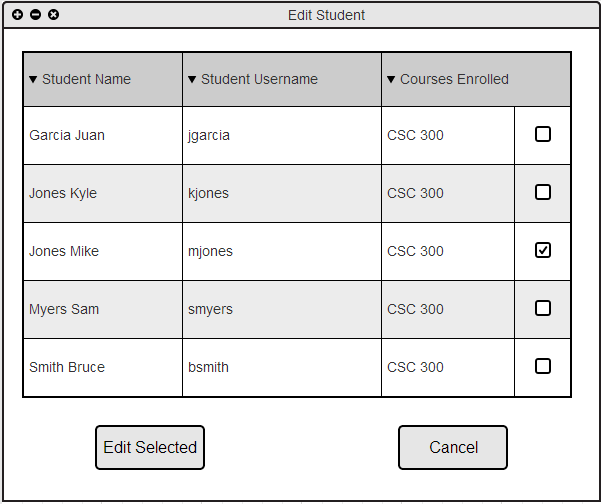 Edit Student
Student Name Student Username Courses Enrolled
Garcia Juan jgarcia CSC 300
Jones Kyle kjones CSC 300
Jones Mike mjones CSC 300
Myers Sam smyers CSC 300
Smith Bruce bsmith CSC 300
Edit Selected Cancel